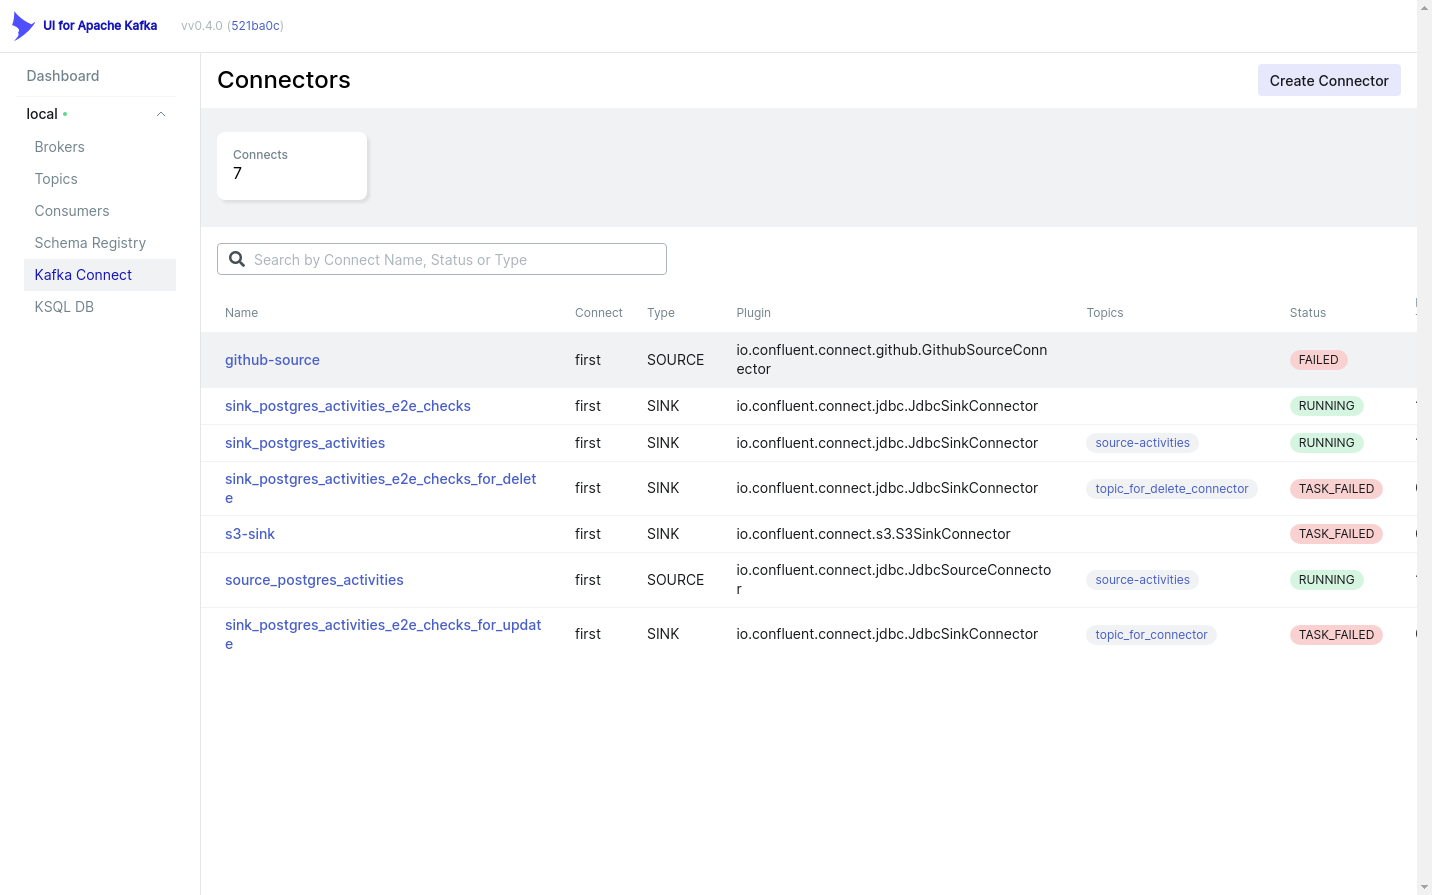 UI for Apache Kafka vv0.4.0 (521ba0c)
Dashboard
local
Brokers
Topics
Consumers
Schema Registry
Kafka Connect
KSQL DB
Connectors
Create Connector
Connects
7
Search by Connect Name, Status or Type
Name Connect Type Plugin Topics Status
github-source first SOURCE io.confluent.connect.github.GithubSourceConn
ector FAILED
sink_postgres_activities_e2e_checks first SINK io.confluent.connect.jdbc.JdbcSinkConnector RUNNING
sink_postgres_activities first SINK io.confluent.connect.jdbc.JdbcSinkConnector source-activities RUNNING
sink_postgres_activities_e2e_checks_for_delet
e first SINK io.confluent.connect.jdbc.JdbcSinkConnector topic_for_delete_connector TASK_FAILED
s3-sink first SINK io.confluent.connect.s3.S3SinkConnector TASK_FAILED
source_postgres_activities first SOURCE io.confluent.connect.jdbc.JdbcSourceConnecto
r source-activities RUNNING
sink_postgres_activities_e2e_checks_for_updat
e first SINK io.confluent.connect.jdbc.JdbcSinkConnector topic_for_connector TASK_FAILED